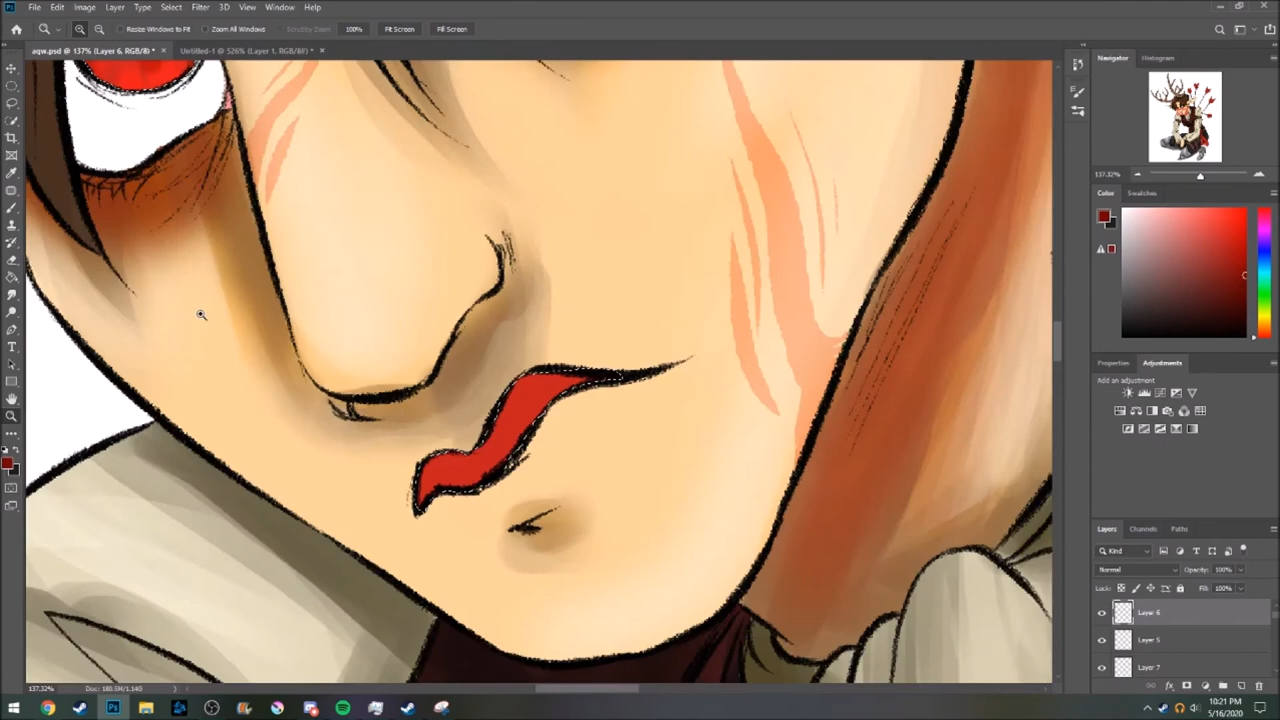 Ps File Edit Image Layer Type Select Filter 3D View Window Help
Resize Windows to Fit Zoom All Windows Scrubby Zoom 100% Fit Screen Fill Screen
aqw.psd @ 137% (Layer 6, RGB/8) * × Untitled-1 @ 526% (Layer 1, RGB/8#) * ×
Navigator Histogram
137.32%
Color Swatches
Properties Adjustments
Add an adjustment
Layers Channels Paths
Kind
Normal Opacity: 100%
Lock: Fill: 100%
Layer 6
Layer 5
Layer 7
137.32% Doc: 180.5M/1.14G
10:21 PM
5/16/2020